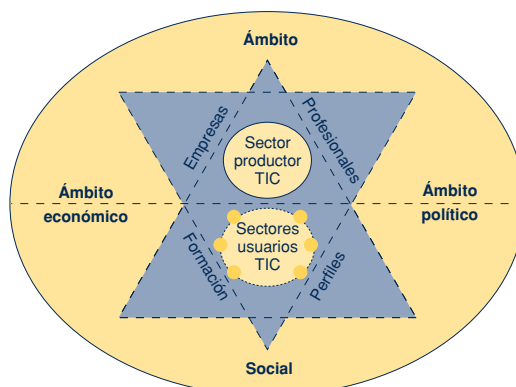 Ámbito
Empresas
Profesionales
Sector
productor
TIC
Ámbito
económico
Ámbito
político
Sectores
usuarios
TIC
Formación
Perfiles
Social